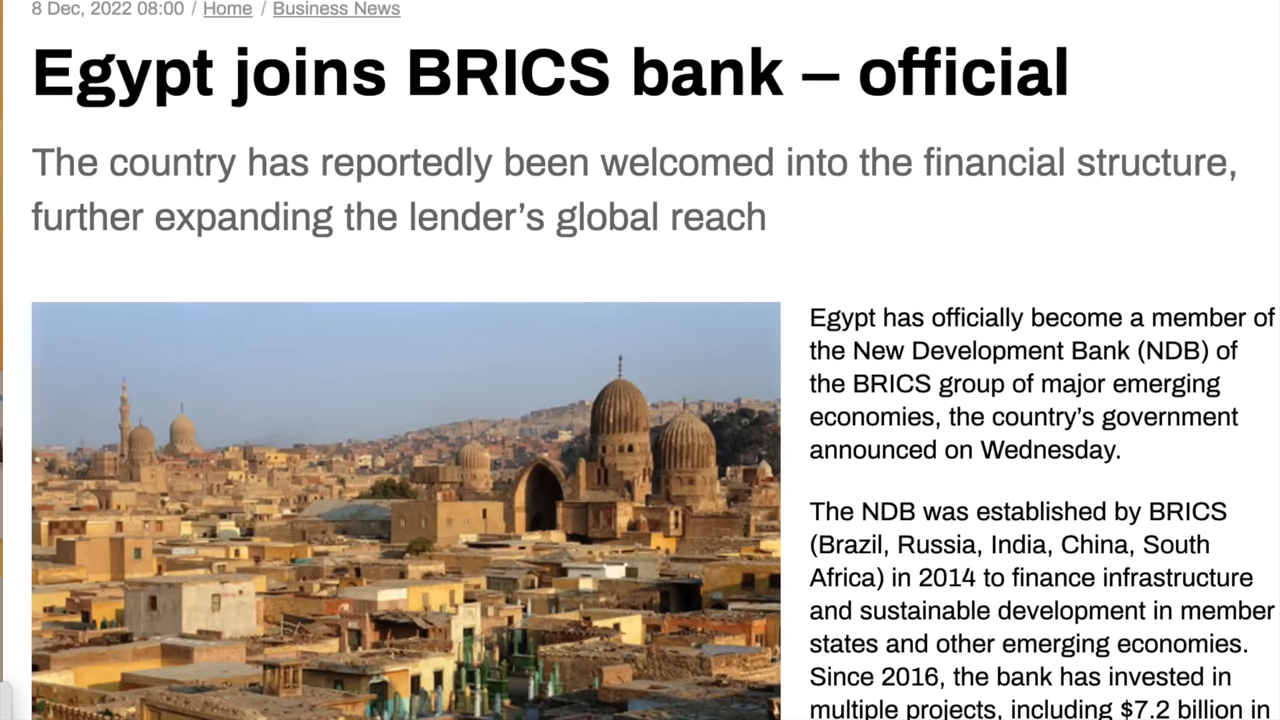 8 Dec, 2022 08:00 / Home / Business News
Egypt joins BRICS bank – official
The country has reportedly been welcomed into the financial structure,
further expanding the lender’s global reach
Egypt has officially become a member of
the New Development Bank (NDB) of
the BRICS group of major emerging
economies, the country’s government
announced on Wednesday.
The NDB was established by BRICS
(Brazil, Russia, India, China, South
Africa) in 2014 to finance infrastructure
and sustainable development in member
states and other emerging economies.
Since 2016, the bank has invested in
multiple projects, including $7.2 billion in